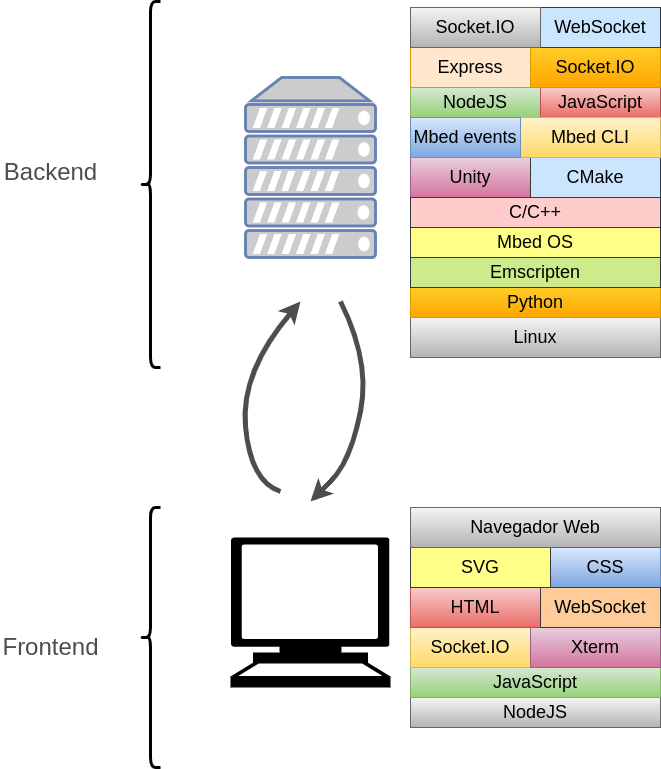 Backend
Socket.IO WebSocket
Express Socket.IO
NodeJS JavaScript
Mbed events Mbed CLI
Unity CMake
C/C++
Mbed OS
Emscripten
Python
Linux
Frontend
Navegador Web
SVG CSS
HTML WebSocket
Socket.IO Xterm
JavaScript
NodeJS